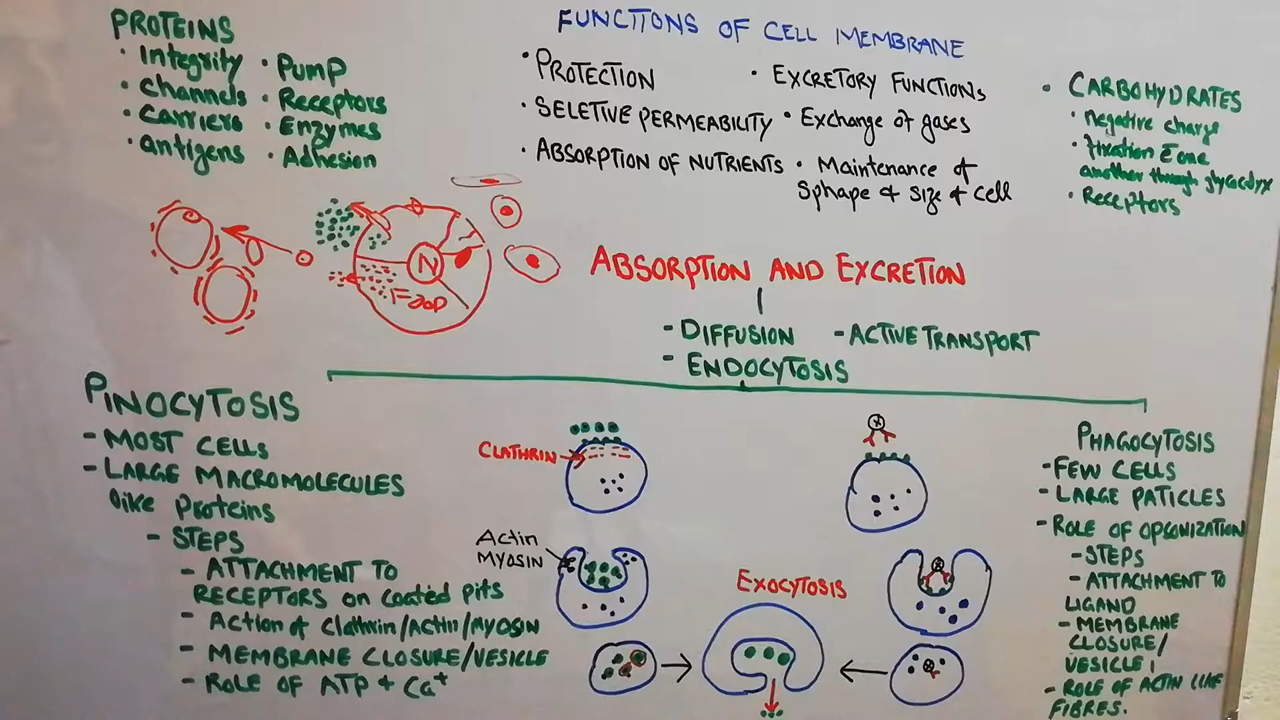 PROTEINS
· Integrity · Pump
· Channels · Receptors
· Carriers · Enzymes
· antigens · Adhesion
FUNCTIONS OF CELL MEMBRANE
· PROTECTION · EXCRETORY FUNCTIONS
· SELETIVE PERMEABILITY · Exchange of gases
· ABSORPTION OF NUTRIENTS · Maintenance of
Sphape & Size of Cell
· CARBOHYDRATES
· Negative charge
· Fixation c one
another through glycocalyx
· Receptors
N
ABSORPTION AND EXCRETION
- DIFFUSION - ACTIVE TRANSPORT
- ENDOCYTOSIS
PINOCYTOSIS
- MOST CELLS
- LARGE MACROMOLECULES
like Proteins
- STEPS
- ATTACHMENT TO
RECEPTORS on Coated pits
- Action of Clathrin/Actin/MYOSIN
- MEMBRANE CLOSURE/VESICLE
- ROLE OF ATP + Ca+
CLATHRIN
Actin
MYOSIN
EXOCYTOSIS
PHAGOCYTOSIS
- FEW CELLS
- LARGE PATICLES
- ROLE OF OPSONIZATION
- STEPS
- ATTACHMENT TO
LIGAND
- MEMBRANE
CLOSURE/
VESICLE
- ROLE OF ACTIN LIKE
FIBRES.